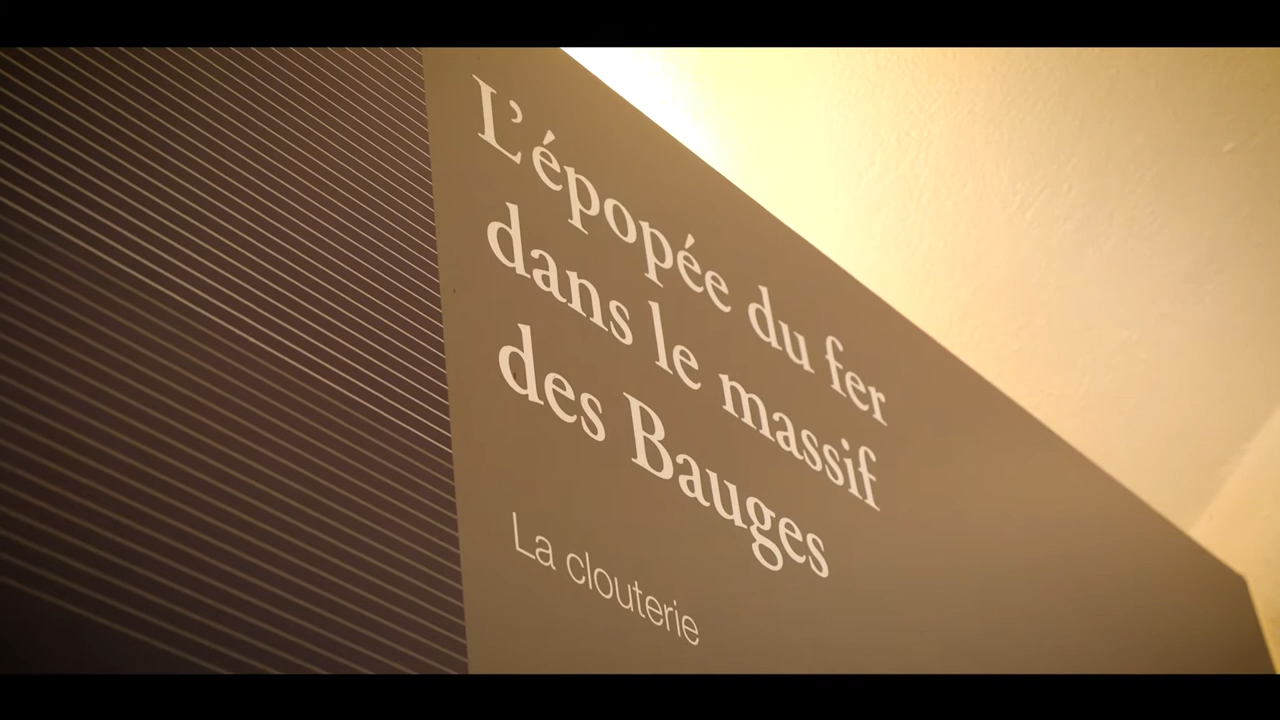 L’épopée du fer
dans le massif
des Bauges
La clouterie